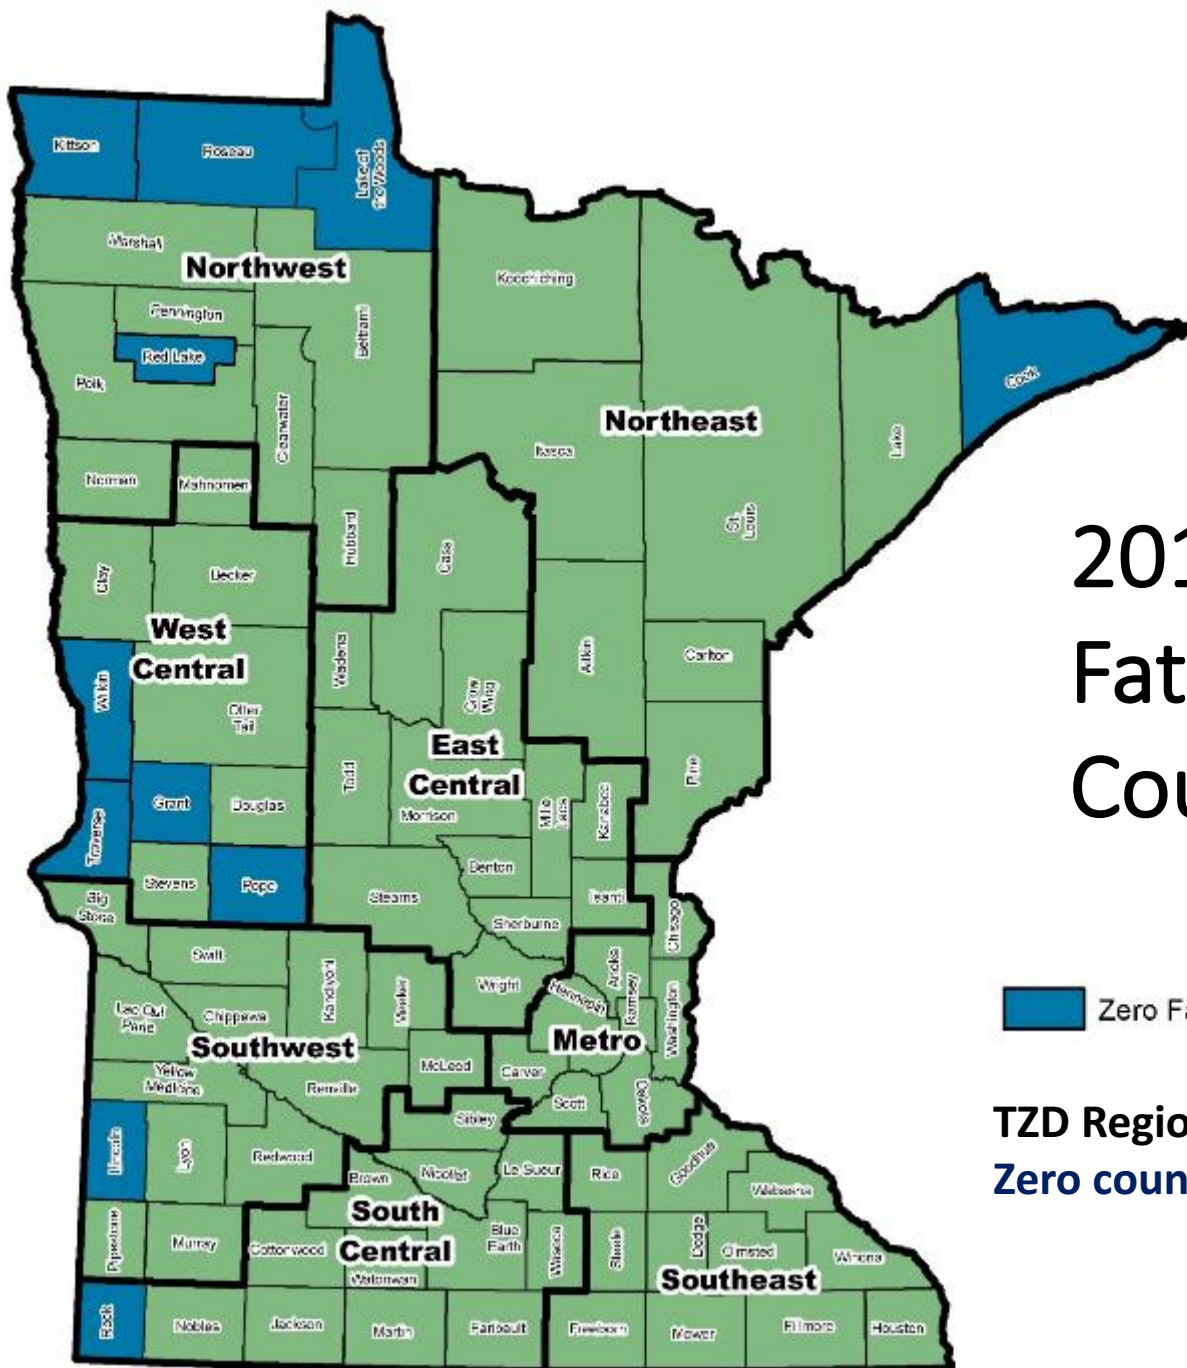 Kittson
Roseau
Lake of
the Woods
Marshall
Northwest
Koochiching
Pennington
Beltrami
Red Lake
Polk
Cook
Clearwater
Northeast
Itasca
Lake
Norman
Mahnomen
Hubbard
Cass
St.
Louis
Clay
Becker
West
Central
Wadena
Aitkin
Carlton
Wilkin
Otter
Tail
Crow
Wing
East
Central
Todd
Pine
Grant
Douglas
Morrison
Mille
Lacs
Kanabec
Traverse
Stevens
Pope
Benton
Stearns
Isanti
Big
Stone
Sherburne
Chisago
Swift
Kandiyohi
Meeker
Wright
Anoka
Hennepin
Ramsey
Washington
Lac Qui
Parle
Chippewa
Southwest
Metro
McLeod
Carver
Yellow
Medicine
Renville
Scott
Dakota
Sibley
Lincoln
Lyon
Redwood
Brown
Nicollet
Le Sueur
Rice
Goodhue
Wabasha
South
Central
Pipestone
Murray
Cottonwood
Watonwan
Blue
Earth
Waseca
Steele
Dodge
Olmsted
Winona
Southeast
Rock
Nobles
Jackson
Martin
Faribault
Freeborn
Mower
Fillmore
Houston
201
Fat
Cou
Zero Fa
TZD Regio
Zero coun